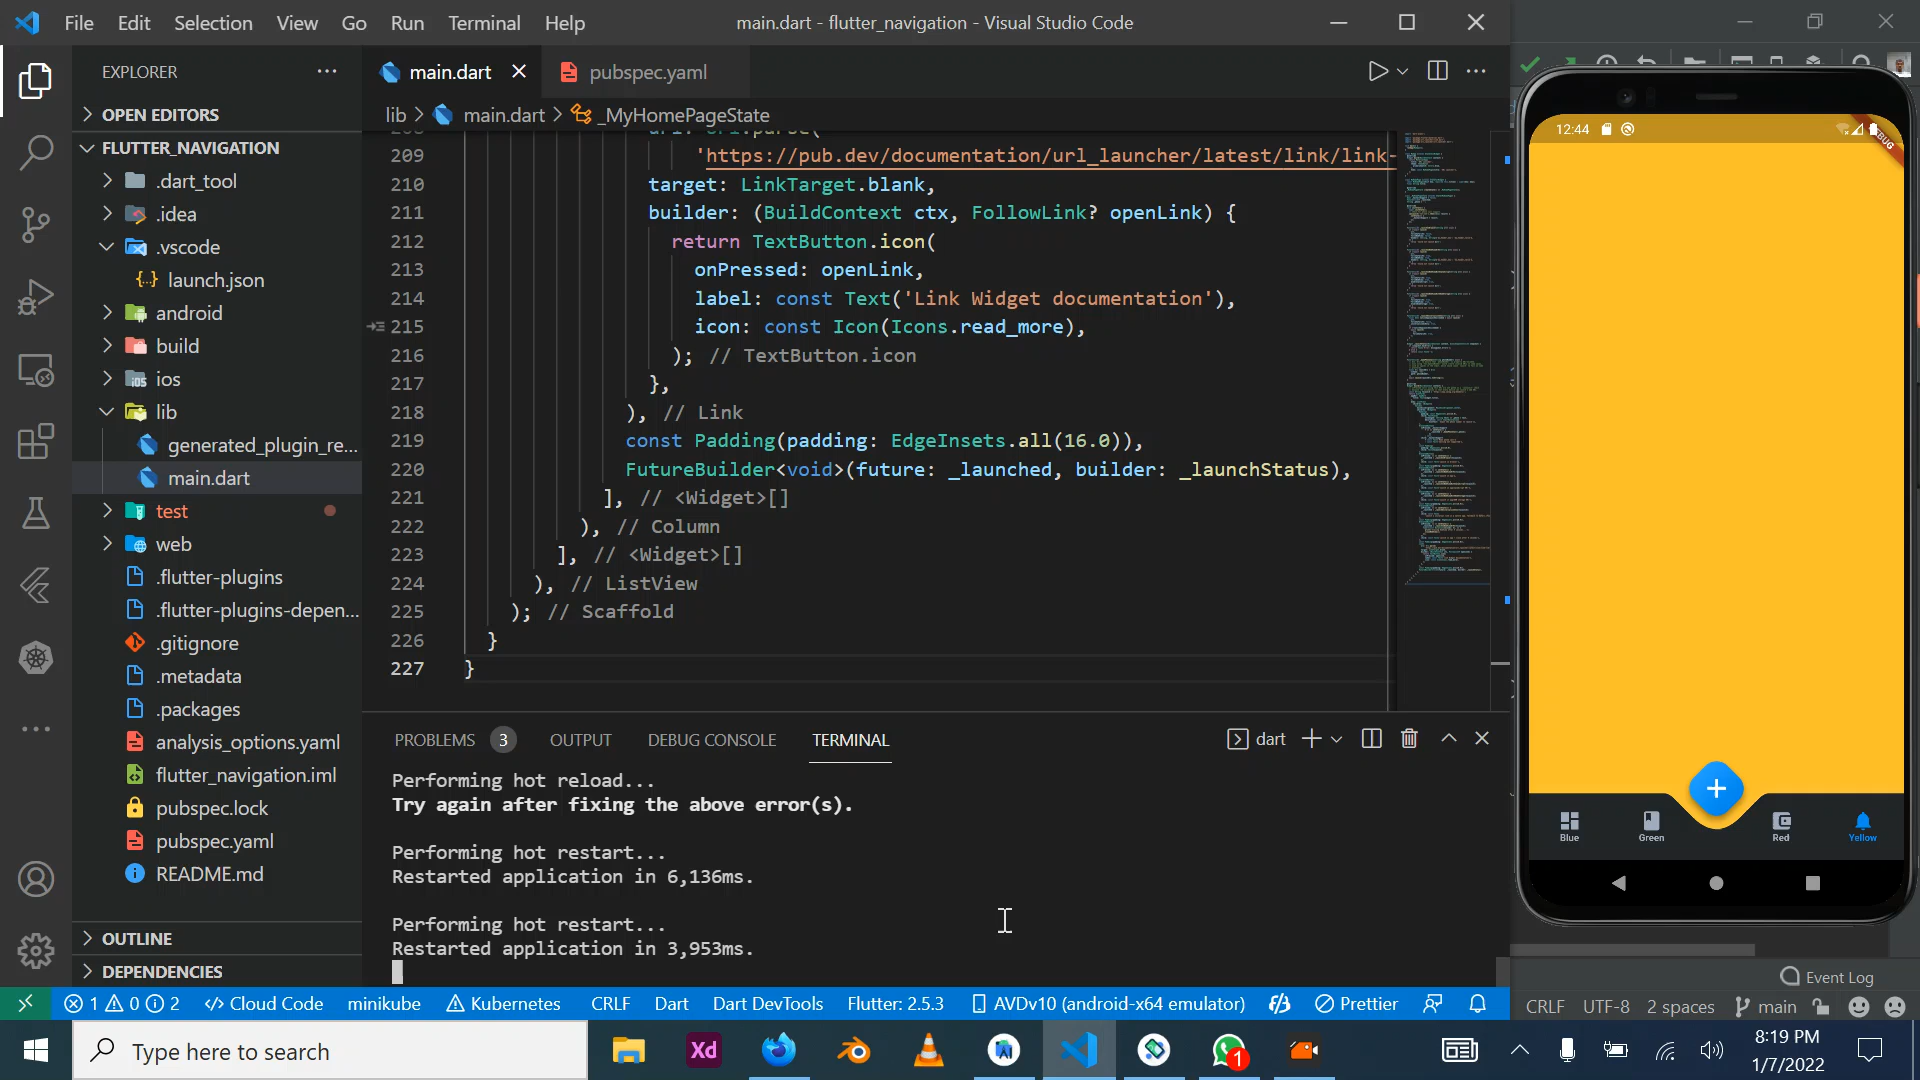 File Edit Selection View Go Run Terminal Help
main.dart - flutter_navigation - Visual Studio Code
EXPLORER
OPEN EDITORS
FLUTTER_NAVIGATION
.dart_tool
.idea
.vscode
launch.json
android
build
ios
lib
generated_plugin_re...
main.dart
test
web
.flutter-plugins
.flutter-plugins-depen...
.gitignore
.metadata
.packages
analysis_options.yaml
flutter_navigation.iml
pubspec.lock
pubspec.yaml
README.md
OUTLINE
DEPENDENCIES
main.dart
pubspec.yaml
lib > main.dart > _MyHomePageState
209 'https://pub.dev/documentation/url_launcher/latest/link/link-
210 target: LinkTarget.blank,
211 builder: (BuildContext ctx, FollowLink? openLink) {
212 return TextButton.icon(
213 onPressed: openLink,
214 label: const Text('Link Widget documentation'),
215 icon: const Icon(Icons.read_more),
216 ); // TextButton.icon
217 },
218 ), // Link
219 const Padding(padding: EdgeInsets.all(16.0)),
220 FutureBuilder<void>(future: _launched, builder: _launchStatus),
221 ], // <Widget>[]
222 ), // Column
223 ], // <Widget>[]
224 ), // ListView
225 ); // Scaffold
226 }
227 }
PROBLEMS 3 OUTPUT DEBUG CONSOLE TERMINAL
dart
Performing hot reload...
Try again after fixing the above error(s).
Performing hot restart...
Restarted application in 6,136ms.
Performing hot restart...
Restarted application in 3,953ms.
12:44
Blue
Green
Red
Yellow
Event Log
1 0 2 Cloud Code minikube Kubernetes CRLF Dart Dart DevTools Flutter: 2.5.3 AVDv10 (android-x64 emulator) Prettier
CRLF UTF-8 2 spaces main
Type here to search
Xd
1
8:19 PM
1/7/2022